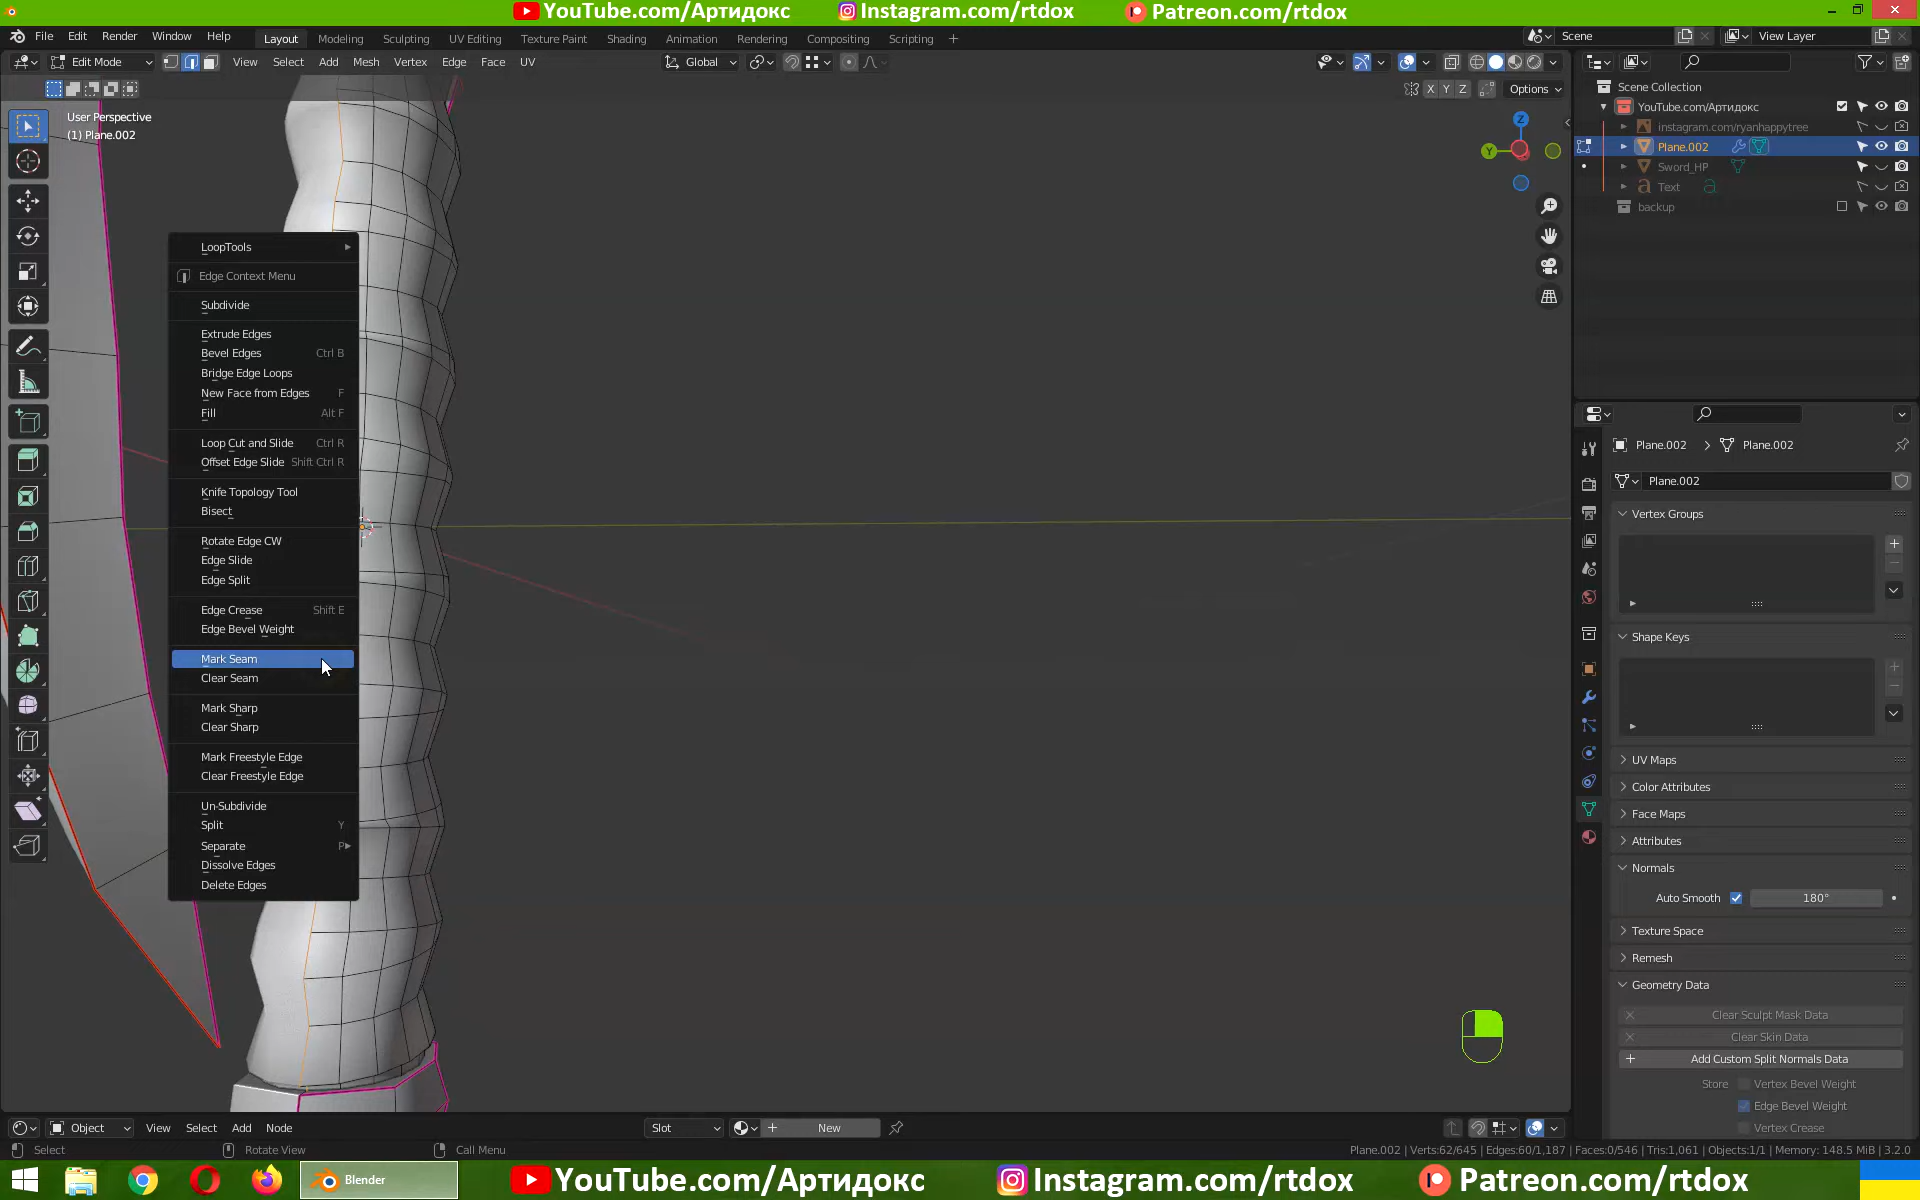 YouTube.com/Артидокс
Instagram.com/rtdox
Patreon.com/rtdox
File Edit Render Window Help
Layout Modeling Sculpting UV Editing Texture Paint Shading Animation Rendering Compositing Scripting
Scene
View Layer
Edit Mode
View Select Add Mesh Vertex Edge Face UV
Global
X Y Z
Options
User Perspective
(1) Plane.002
Z
Y
Scene Collection
YouTube.com/Артидокс
instagram.com/ryanhappytree
Plane.002
Sword_HP
Text
backup
LoopTools
Edge Context Menu
Subdivide
Extrude Edges
Bevel Edges Ctrl B
Bridge Edge Loops
New Face from Edges F
Fill Alt F
Loop Cut and Slide Ctrl R
Offset Edge Slide Shift Ctrl R
Knife Topology Tool
Bisect
Rotate Edge CW
Edge Slide
Edge Split
Edge Crease Shift E
Edge Bevel Weight
Mark Seam
Clear Seam
Mark Sharp
Clear Sharp
Mark Freestyle Edge
Clear Freestyle Edge
Un-Subdivide
Split Y
Separate P
Dissolve Edges
Delete Edges
Plane.002 Plane.002
Plane.002
Vertex Groups
Shape Keys
UV Maps
Color Attributes
Face Maps
Attributes
Normals
Auto Smooth 180°
Texture Space
Remesh
Geometry Data
Clear Sculpt Mask Data
Clear Skin Data
Add Custom Split Normals Data
Store Vertex Bevel Weight
Edge Bevel Weight
Vertex Crease
Object View Select Add Node
Slot
New
Select Rotate View Call Menu
Plane.002 | Verts:62/645 | Edges:60/1,187 | Faces:0/546 | Tris:1,061 | Objects:1/1 | Memory: 148.5 MiB | 3.2.0
Blender
YouTube.com/Артидокс
Instagram.com/rtdox
Patreon.com/rtdox